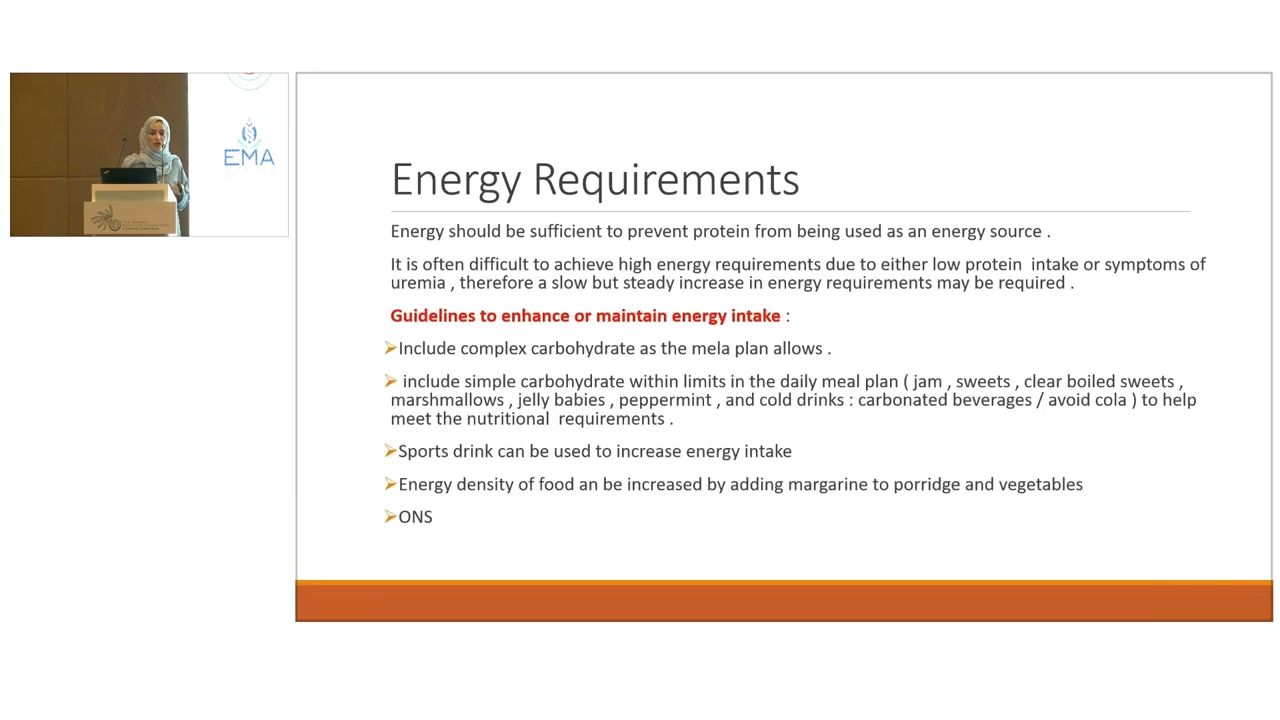 EMA
Energy Requirements
Energy should be sufficient to prevent protein from being used as an energy source .
It is often difficult to achieve high energy requirements due to either low protein intake or symptoms of
uremia , therefore a slow but steady increase in energy requirements may be required .
Guidelines to enhance or maintain energy intake :
Include complex carbohydrate as the mela plan allows .
include simple carbohydrate within limits in the daily meal plan ( jam , sweets , clear boiled sweets ,
marshmallows , jelly babies , peppermint , and cold drinks : carbonated beverages / avoid cola ) to help
meet the nutritional requirements .
Sports drink can be used to increase energy intake
Energy density of food an be increased by adding margarine to porridge and vegetables
ONS